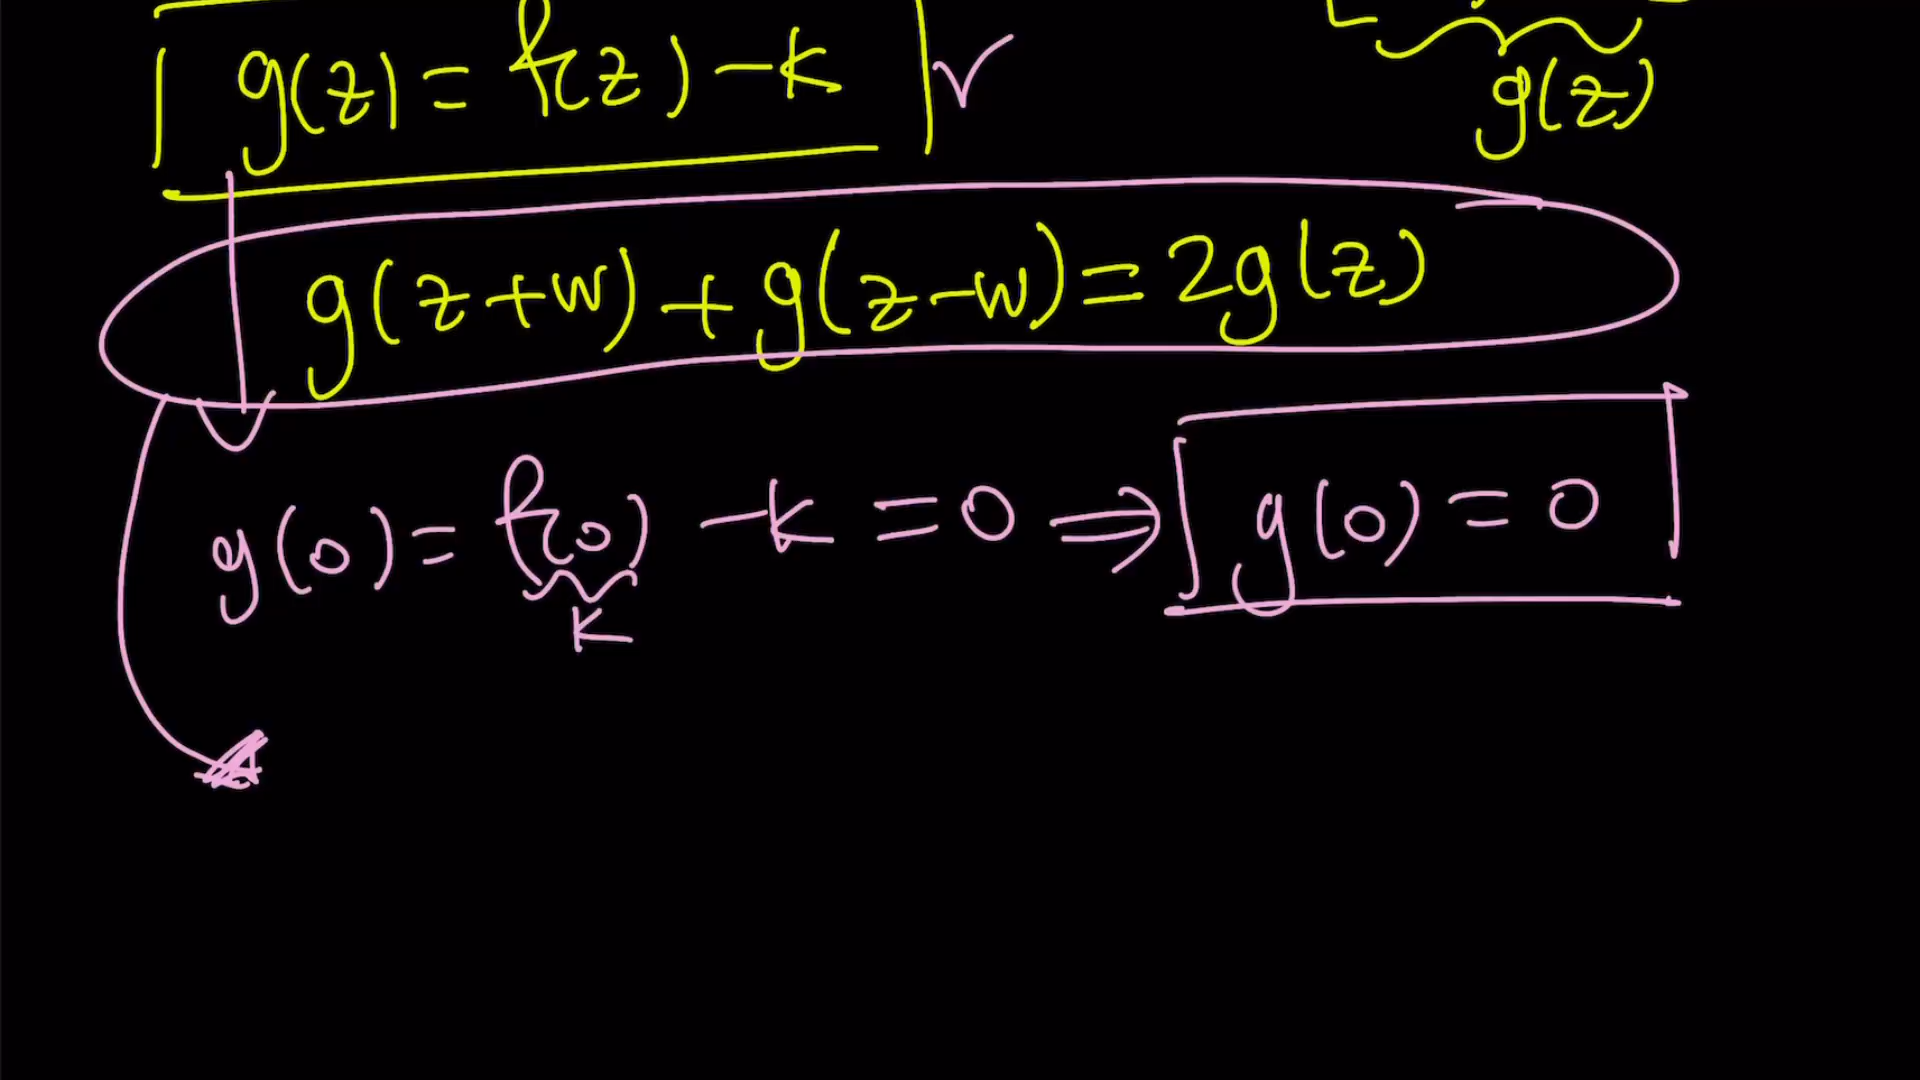 g(z) = f(z) - k ✓
g(z)
g(z+w) + g(z-w) = 2g(z)
g(0) = f(0) - k = 0 ⇒ g(0) = 0
k